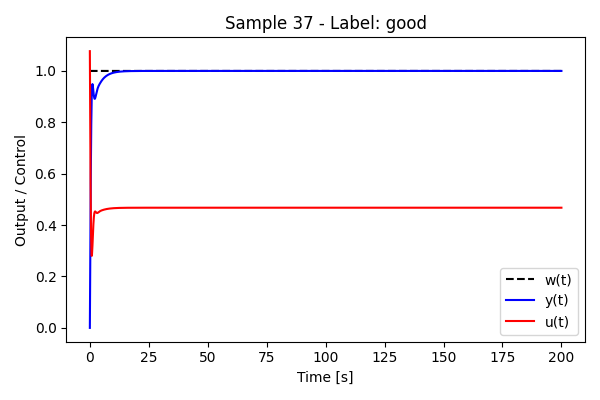 Sample 37 - Label: good
Output / Control
1.0
0.8
0.6
0.4
0.2
0.0
w(t)
y(t)
u(t)
0 25 50 75 100 125 150 175 200
Time [s]